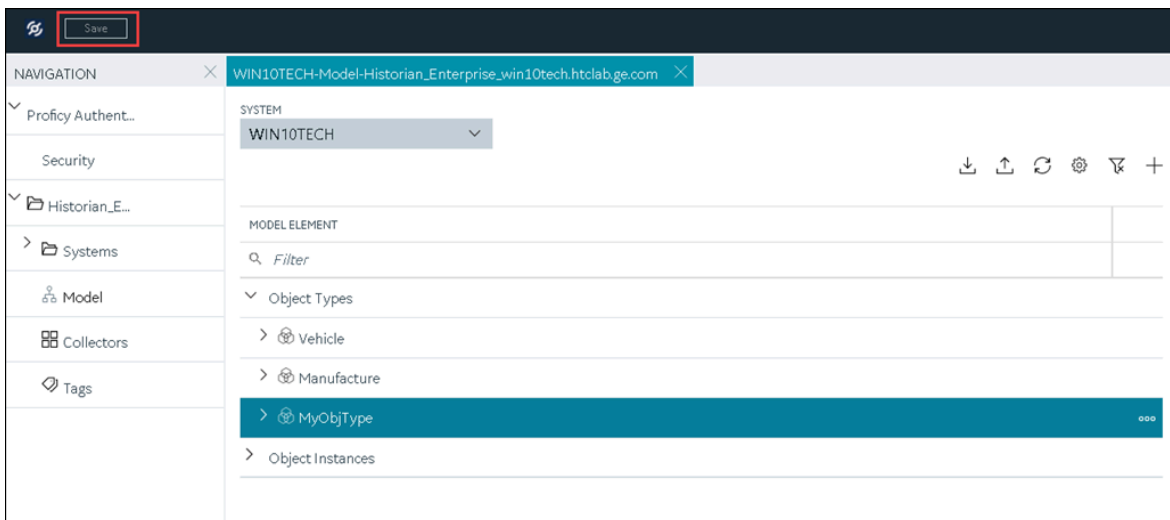 Save
NAVIGATION
WIN10TECH-Model-Historian_Enterprise_win10tech.htclab.ge.com
Proficy Authent...
SYSTEM
WIN10TECH
Security
Historian_E...
MODEL ELEMENT
Systems
Filter
Model
Object Types
Collectors
Vehicle
Tags
Manufacture
MyObjType
Object Instances